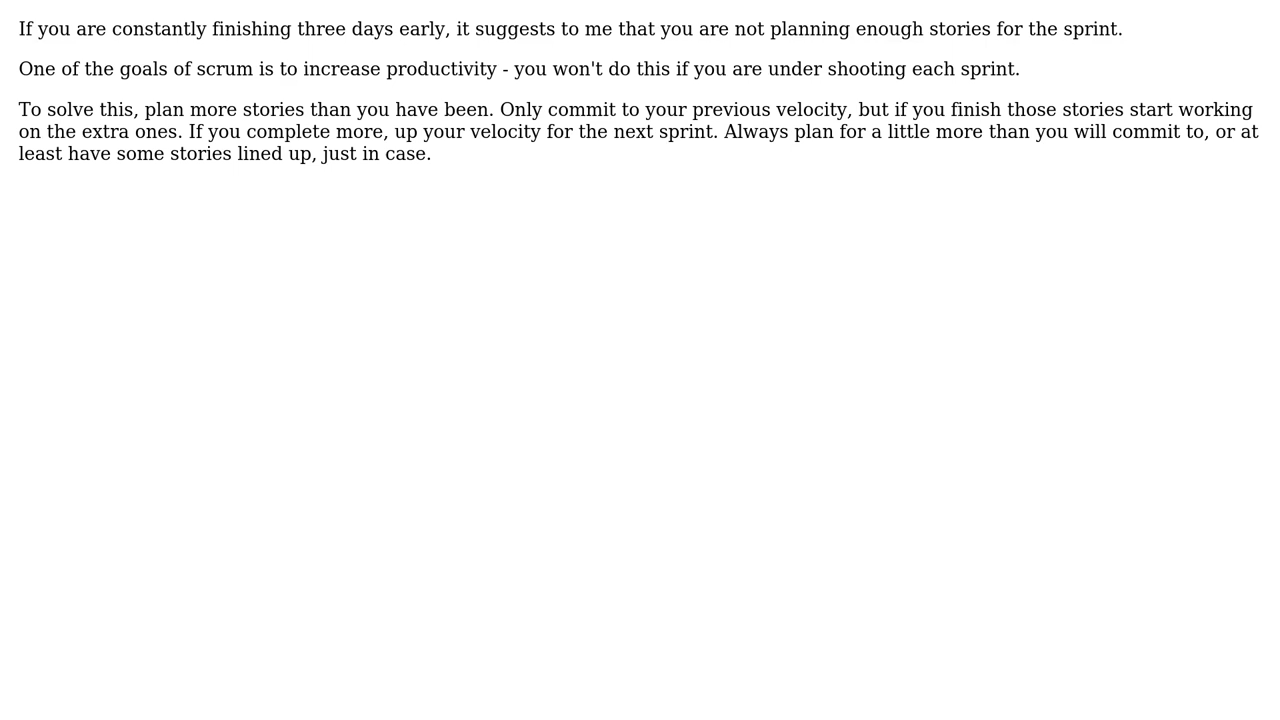 If you are constantly finishing three days early, it suggests to me that you are not planning enough stories for the sprint.
One of the goals of scrum is to increase productivity - you won't do this if you are under shooting each sprint.
To solve this, plan more stories than you have been. Only commit to your previous velocity, but if you finish those stories start working
on the extra ones. If you complete more, up your velocity for the next sprint. Always plan for a little more than you will commit to, or at
least have some stories lined up, just in case.